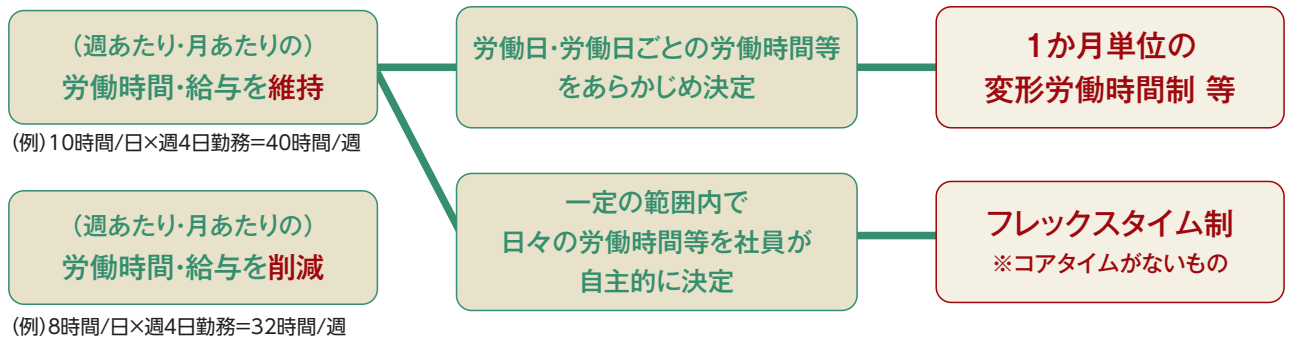 (週あたり・月あたりの)
労働時間・給与を維持
(例)10時間/日×週4日勤務=40時間/週
(週あたり・月あたりの)
労働時間・給与を削減
(例)8時間/日×週4日勤務=32時間/週
労働日・労働日ごとの労働時間等
をあらかじめ決定
一定の範囲内で
日々の労働時間等を社員が
自主的に決定
1か月単位の
変形労働時間制 等
フレックスタイム制
※コアタイムがないもの